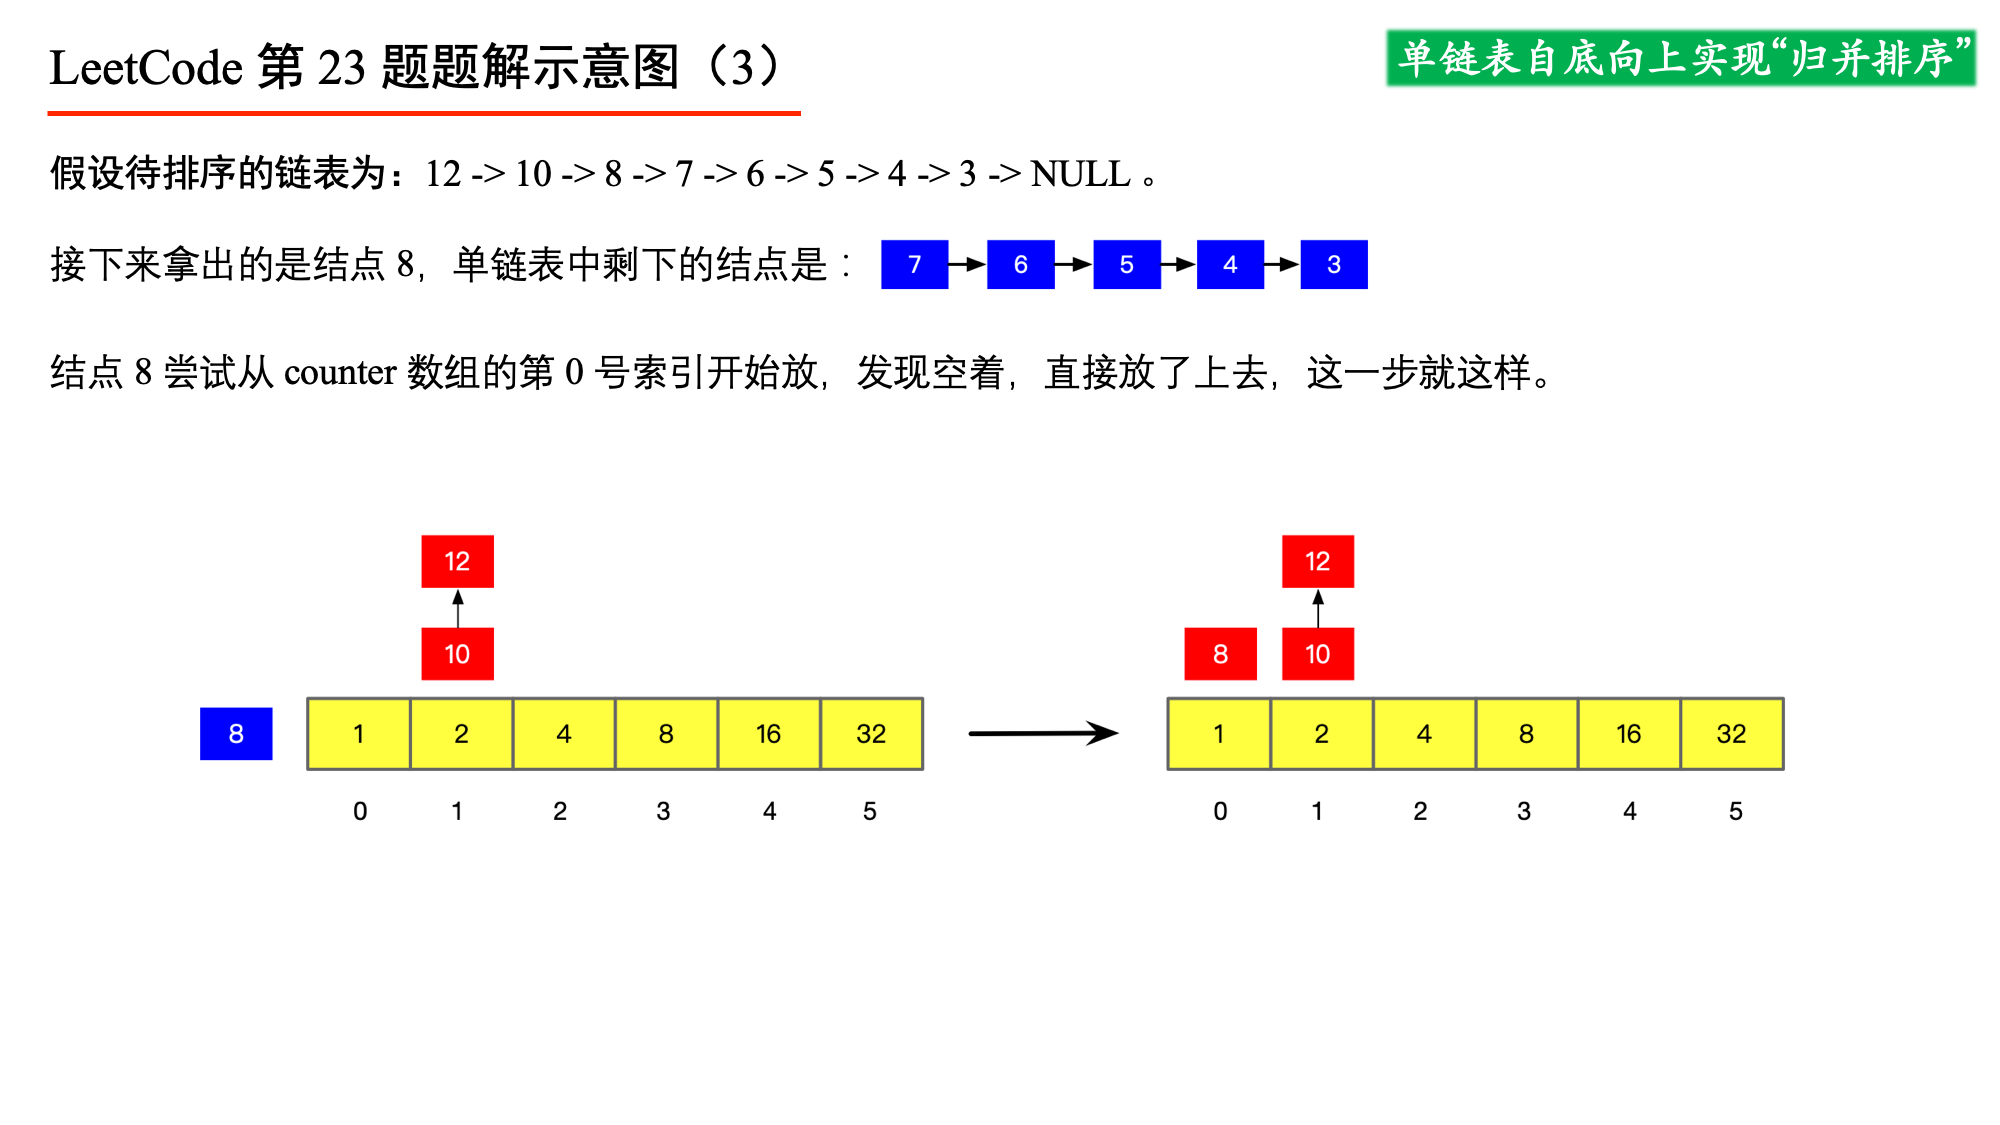 LeetCode 第 23 题题解示意图（3）
单链表自底向上实现“归并排序”
假设待排序的链表为：12 -> 10 -> 8 -> 7 -> 6 -> 5 -> 4 -> 3 -> NULL 。
接下来拿出的是结点 8，单链表中剩下的结点是： 7 6 5 4 3
结点 8 尝试从 counter 数组的第 0 号索引开始放，发现空着，直接放了上去，这一步就这样。
12 12
10 8 10
8 1 2 4 8 16 32 1 2 4 8 16 32
0 1 2 3 4 5 0 1 2 3 4 5